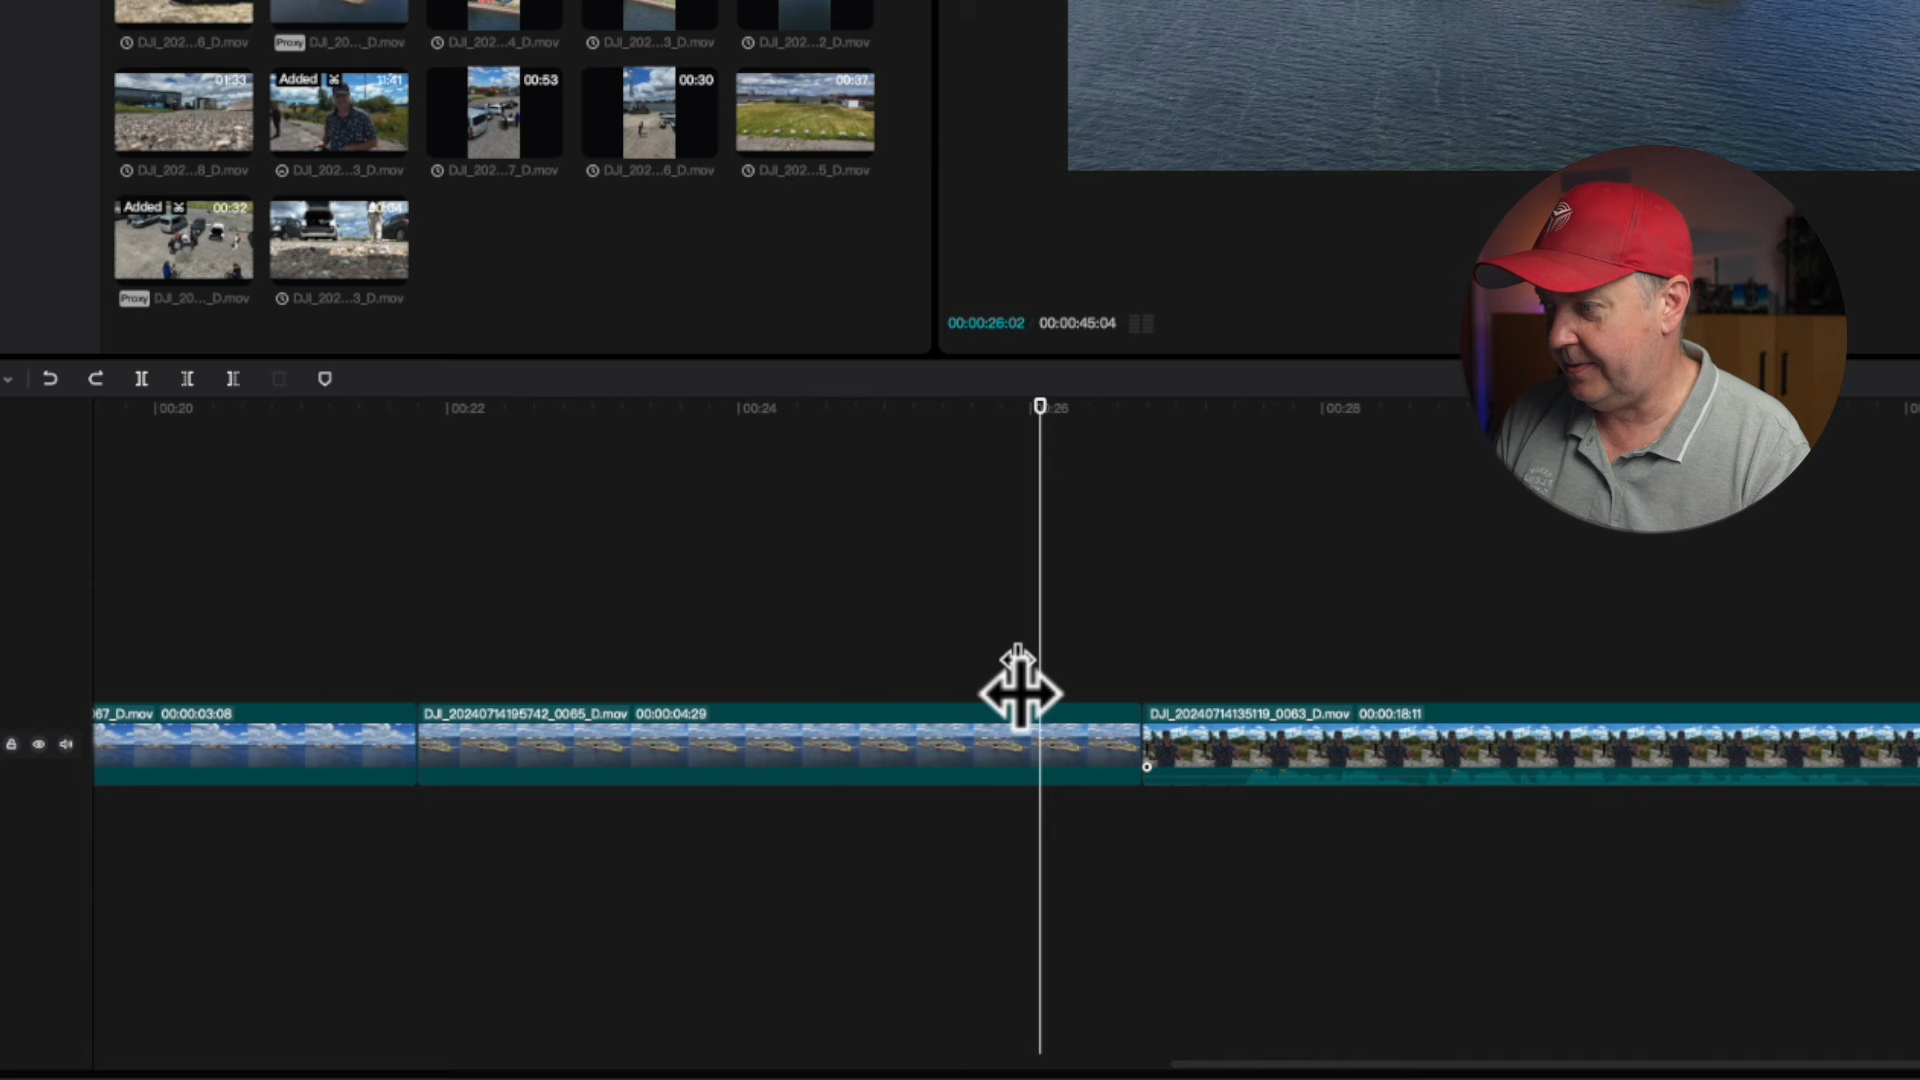 DJI_202...6_D.mov
Proxy DJI_20..._D.mov
DJI_202...4_D.mov
DJI_202...3_D.mov
DJI_202...2_D.mov
01:33
Added 11:41
00:53
00:30
00:37
DJI_202...8_D.mov
DJI_202...3_D.mov
DJI_202...7_D.mov
DJI_202...6_D.mov
DJI_202...5_D.mov
Added 00:32
Proxy DJI_20..._D.mov
DJI_202...3_D.mov
00:00:26:02 00:00:45:04
00:20
00:22
00:24
:26
00:28
67_D.mov 00:00:03:08
DJI_20240714195742_0065_D.mov 00:00:04:29
DJI_20240714135119_0063_D.mov 00:00:18:11